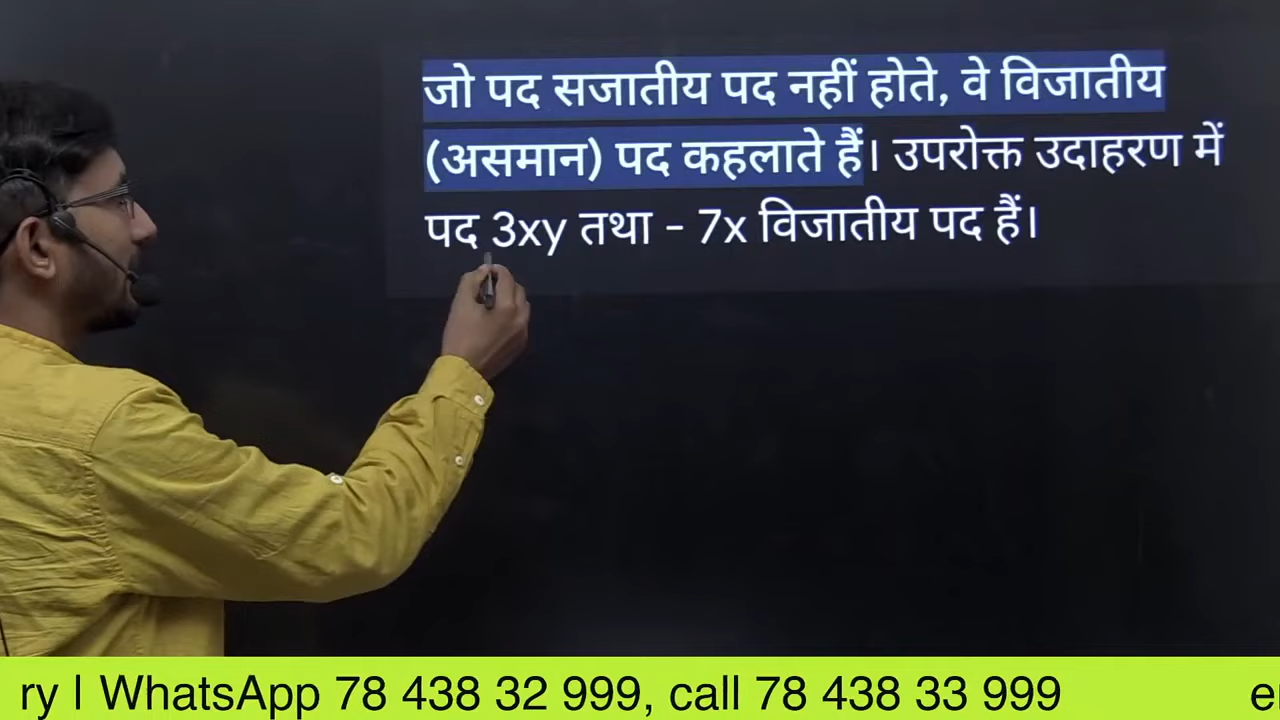 जो पद सजातीय पद नहीं होते, वे विजातीय
(असमान) पद कहलाते हैं। उपरोक्त उदाहरण में
पद 3xy तथा - 7x विजातीय पद हैं।
ry | WhatsApp 78 438 32 999, call 78 438 33 999